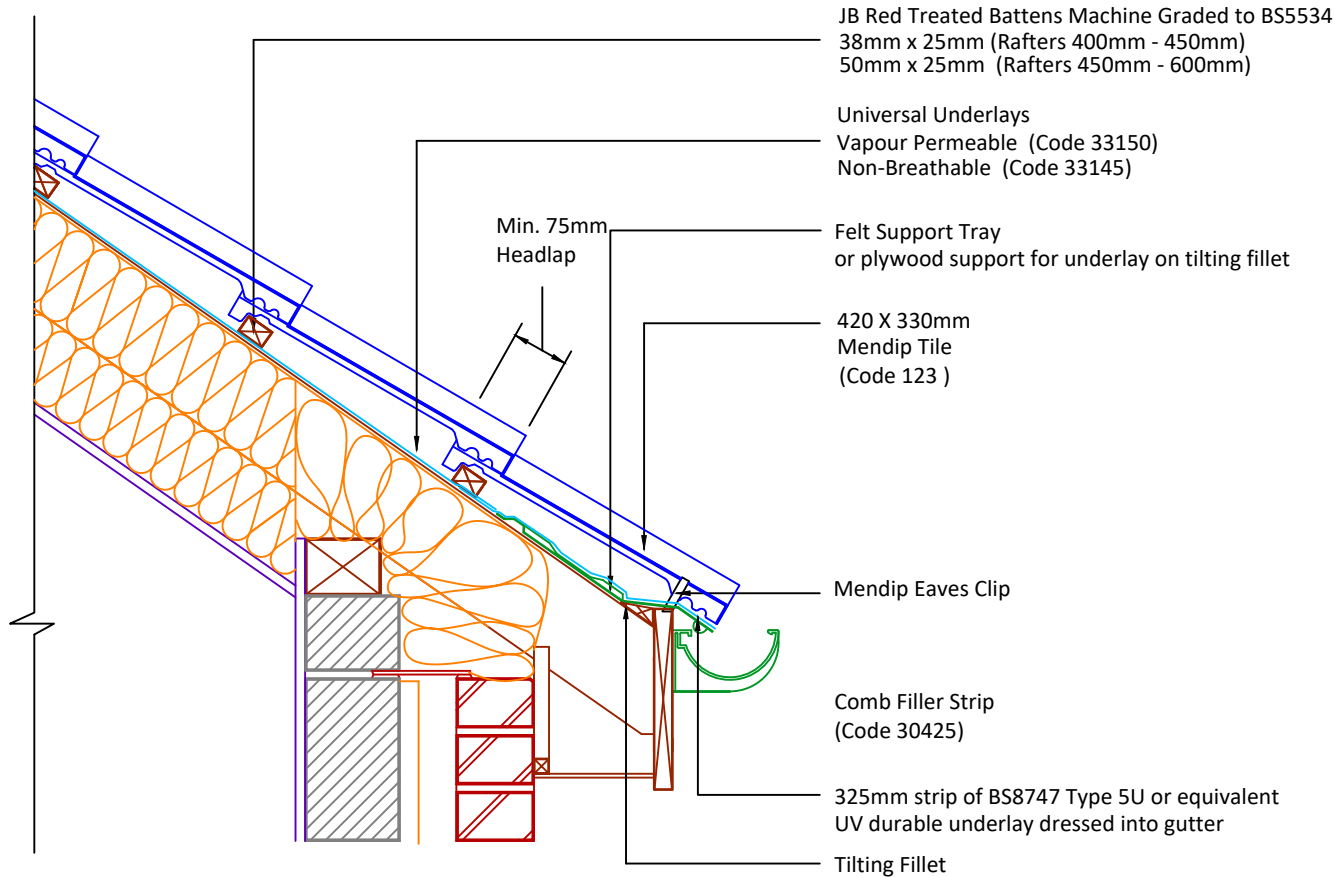 JB Red Treated Battens Machine Graded to BS5534
38mm x 25mm (Rafters 400mm - 450mm)
50mm x 25mm (Rafters 450mm - 600mm)
Universal Underlays
Vapour Permeable (Code 33150)
Non-Breathable (Code 33145)
Min. 75mm
Headlap
Felt Support Tray
or plywood support for underlay on tilting fillet
420 X 330mm
Mendip Tile
(Code 123 )
Mendip Eaves Clip
Comb Filler Strip
(Code 30425)
325mm strip of BS8747 Type 5U or equivalent
UV durable underlay dressed into gutter
Tilting Fillet